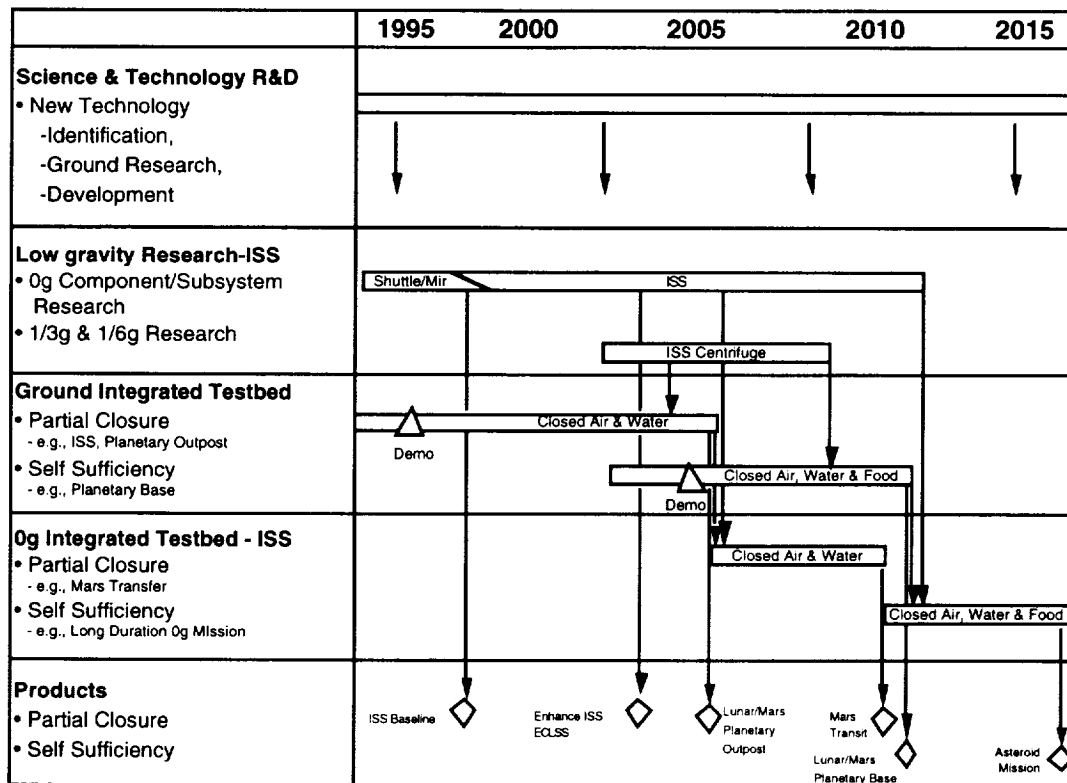 1995 2000 2005 2010 2015
Science & Technology R&D
• New Technology
-Identification,
-Ground Research,
-Development
Low gravity Research-ISS
• 0g Component/Subsystem
Research
• 1/3g & 1/6g Research
Shuttle/Mir ISS
ISS Centrifuge
Ground Integrated Testbed
• Partial Closure
- e.g., ISS, Planetary Outpost
• Self Sufficiency
- e.g., Planetary Base
Closed Air & Water
Demo
Closed Air, Water & Food
Demo
0g Integrated Testbed - ISS
• Partial Closure
- e.g., Mars Transfer
• Self Sufficiency
- e.g., Long Duration 0g MIssion
Closed Air & Water
Closed Air, Water & Food
Products
• Partial Closure
• Self Sufficiency
ISS Baseline
Enhance ISS
ECLSS
Lunar/Mars
Planetary
Outpost
Mars
Transit
Lunar/Mars
Planetary Base
Asteroid
Mission